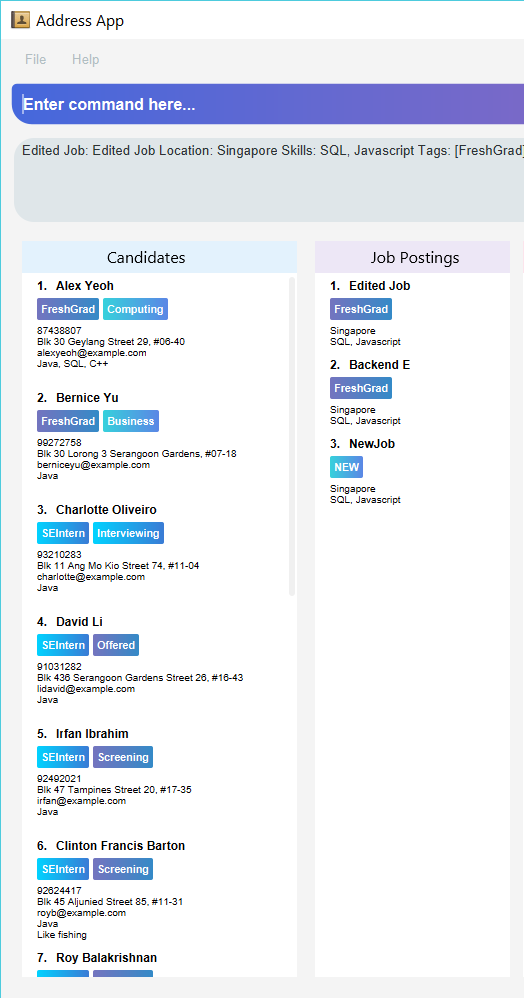 Address App
File Help
Enter command here...
Edited Job: Edited Job Location: Singapore Skills: SQL, Javascript Tags: [FreshGrad]
Candidates
1. Alex Yeoh
FreshGrad Computing
87438807
Blk 30 Geylang Street 29, #06-40
alexyeoh@example.com
Java, SQL, C++
2. Bernice Yu
FreshGrad Business
99272758
Blk 30 Lorong 3 Serangoon Gardens, #07-18
berniceyu@example.com
Java
3. Charlotte Oliveiro
SEIntern Interviewing
93210283
Blk 11 Ang Mo Kio Street 74, #11-04
charlotte@example.com
Java
4. David Li
SEIntern Offered
91031282
Blk 436 Serangoon Gardens Street 26, #16-43
lidavid@example.com
Java
5. Irfan Ibrahim
SEIntern Screening
92492021
Blk 47 Tampines Street 20, #17-35
irfan@example.com
Java
6. Clinton Francis Barton
SEIntern Screening
92624417
Blk 45 Aljunied Street 85, #11-31
royb@example.com
Java
Like fishing
7. Roy Balakrishnan
Job Postings
1. Edited Job
FreshGrad
Singapore
SQL, Javascript
2. Backend E
FreshGrad
Singapore
SQL, Javascript
3. NewJob
NEW
Singapore
SQL, Javascript